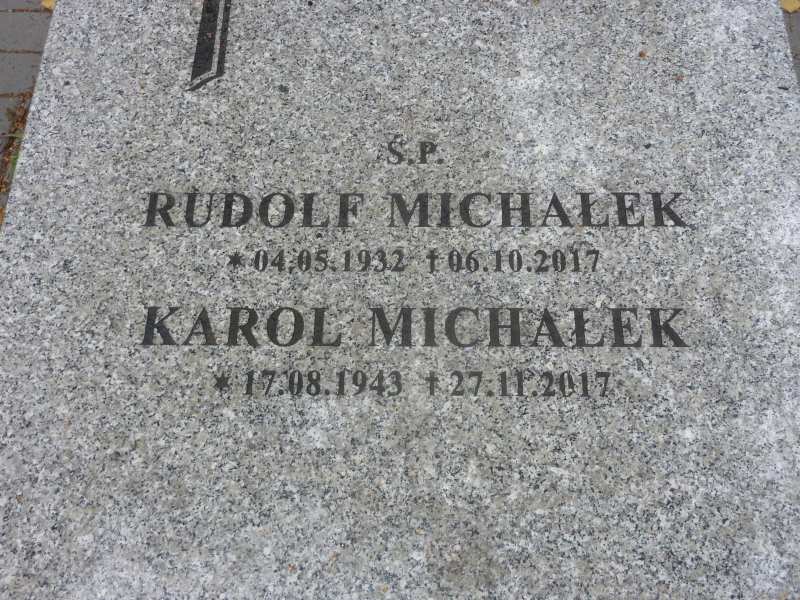 Ś.P.
RUDOLF MICHAŁEK
* 04.05.1932 †06.10.2017
KAROL MICHAŁEK
* 17.08.1943 †27.11.2017